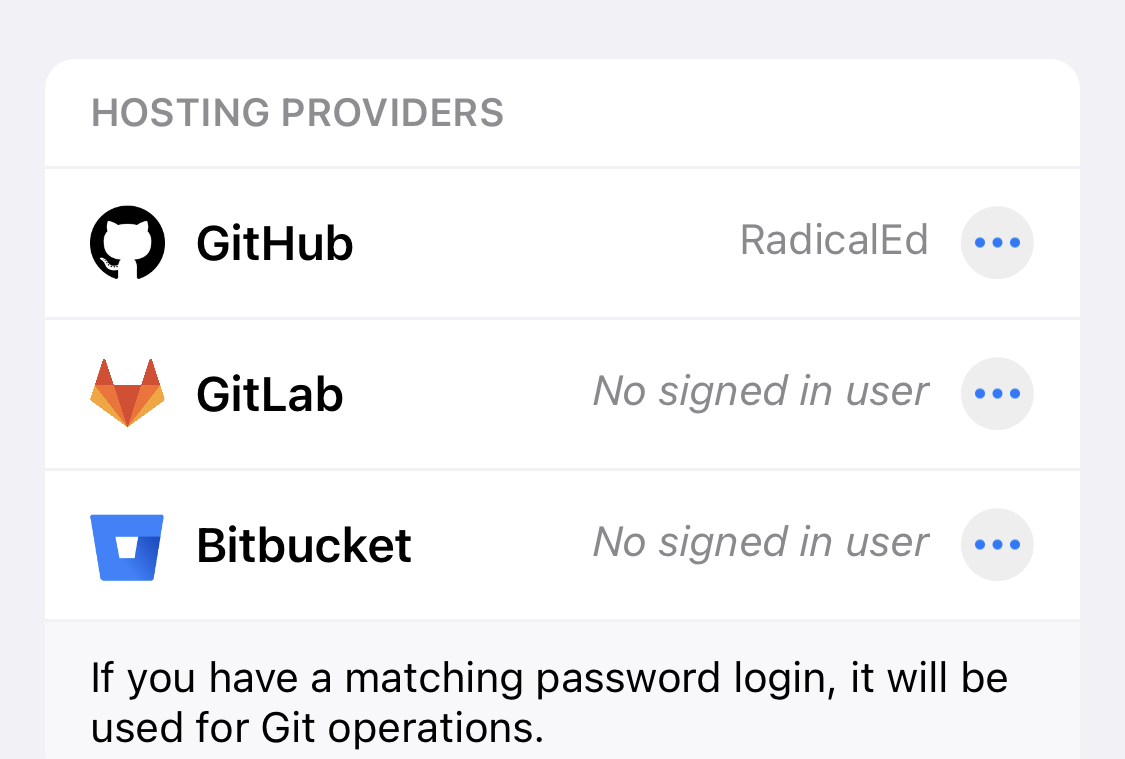 HOSTING PROVIDERS
GitHub RadicalEd
GitLab No signed in user
Bitbucket No signed in user
If you have a matching password login, it will be
used for Git operations.